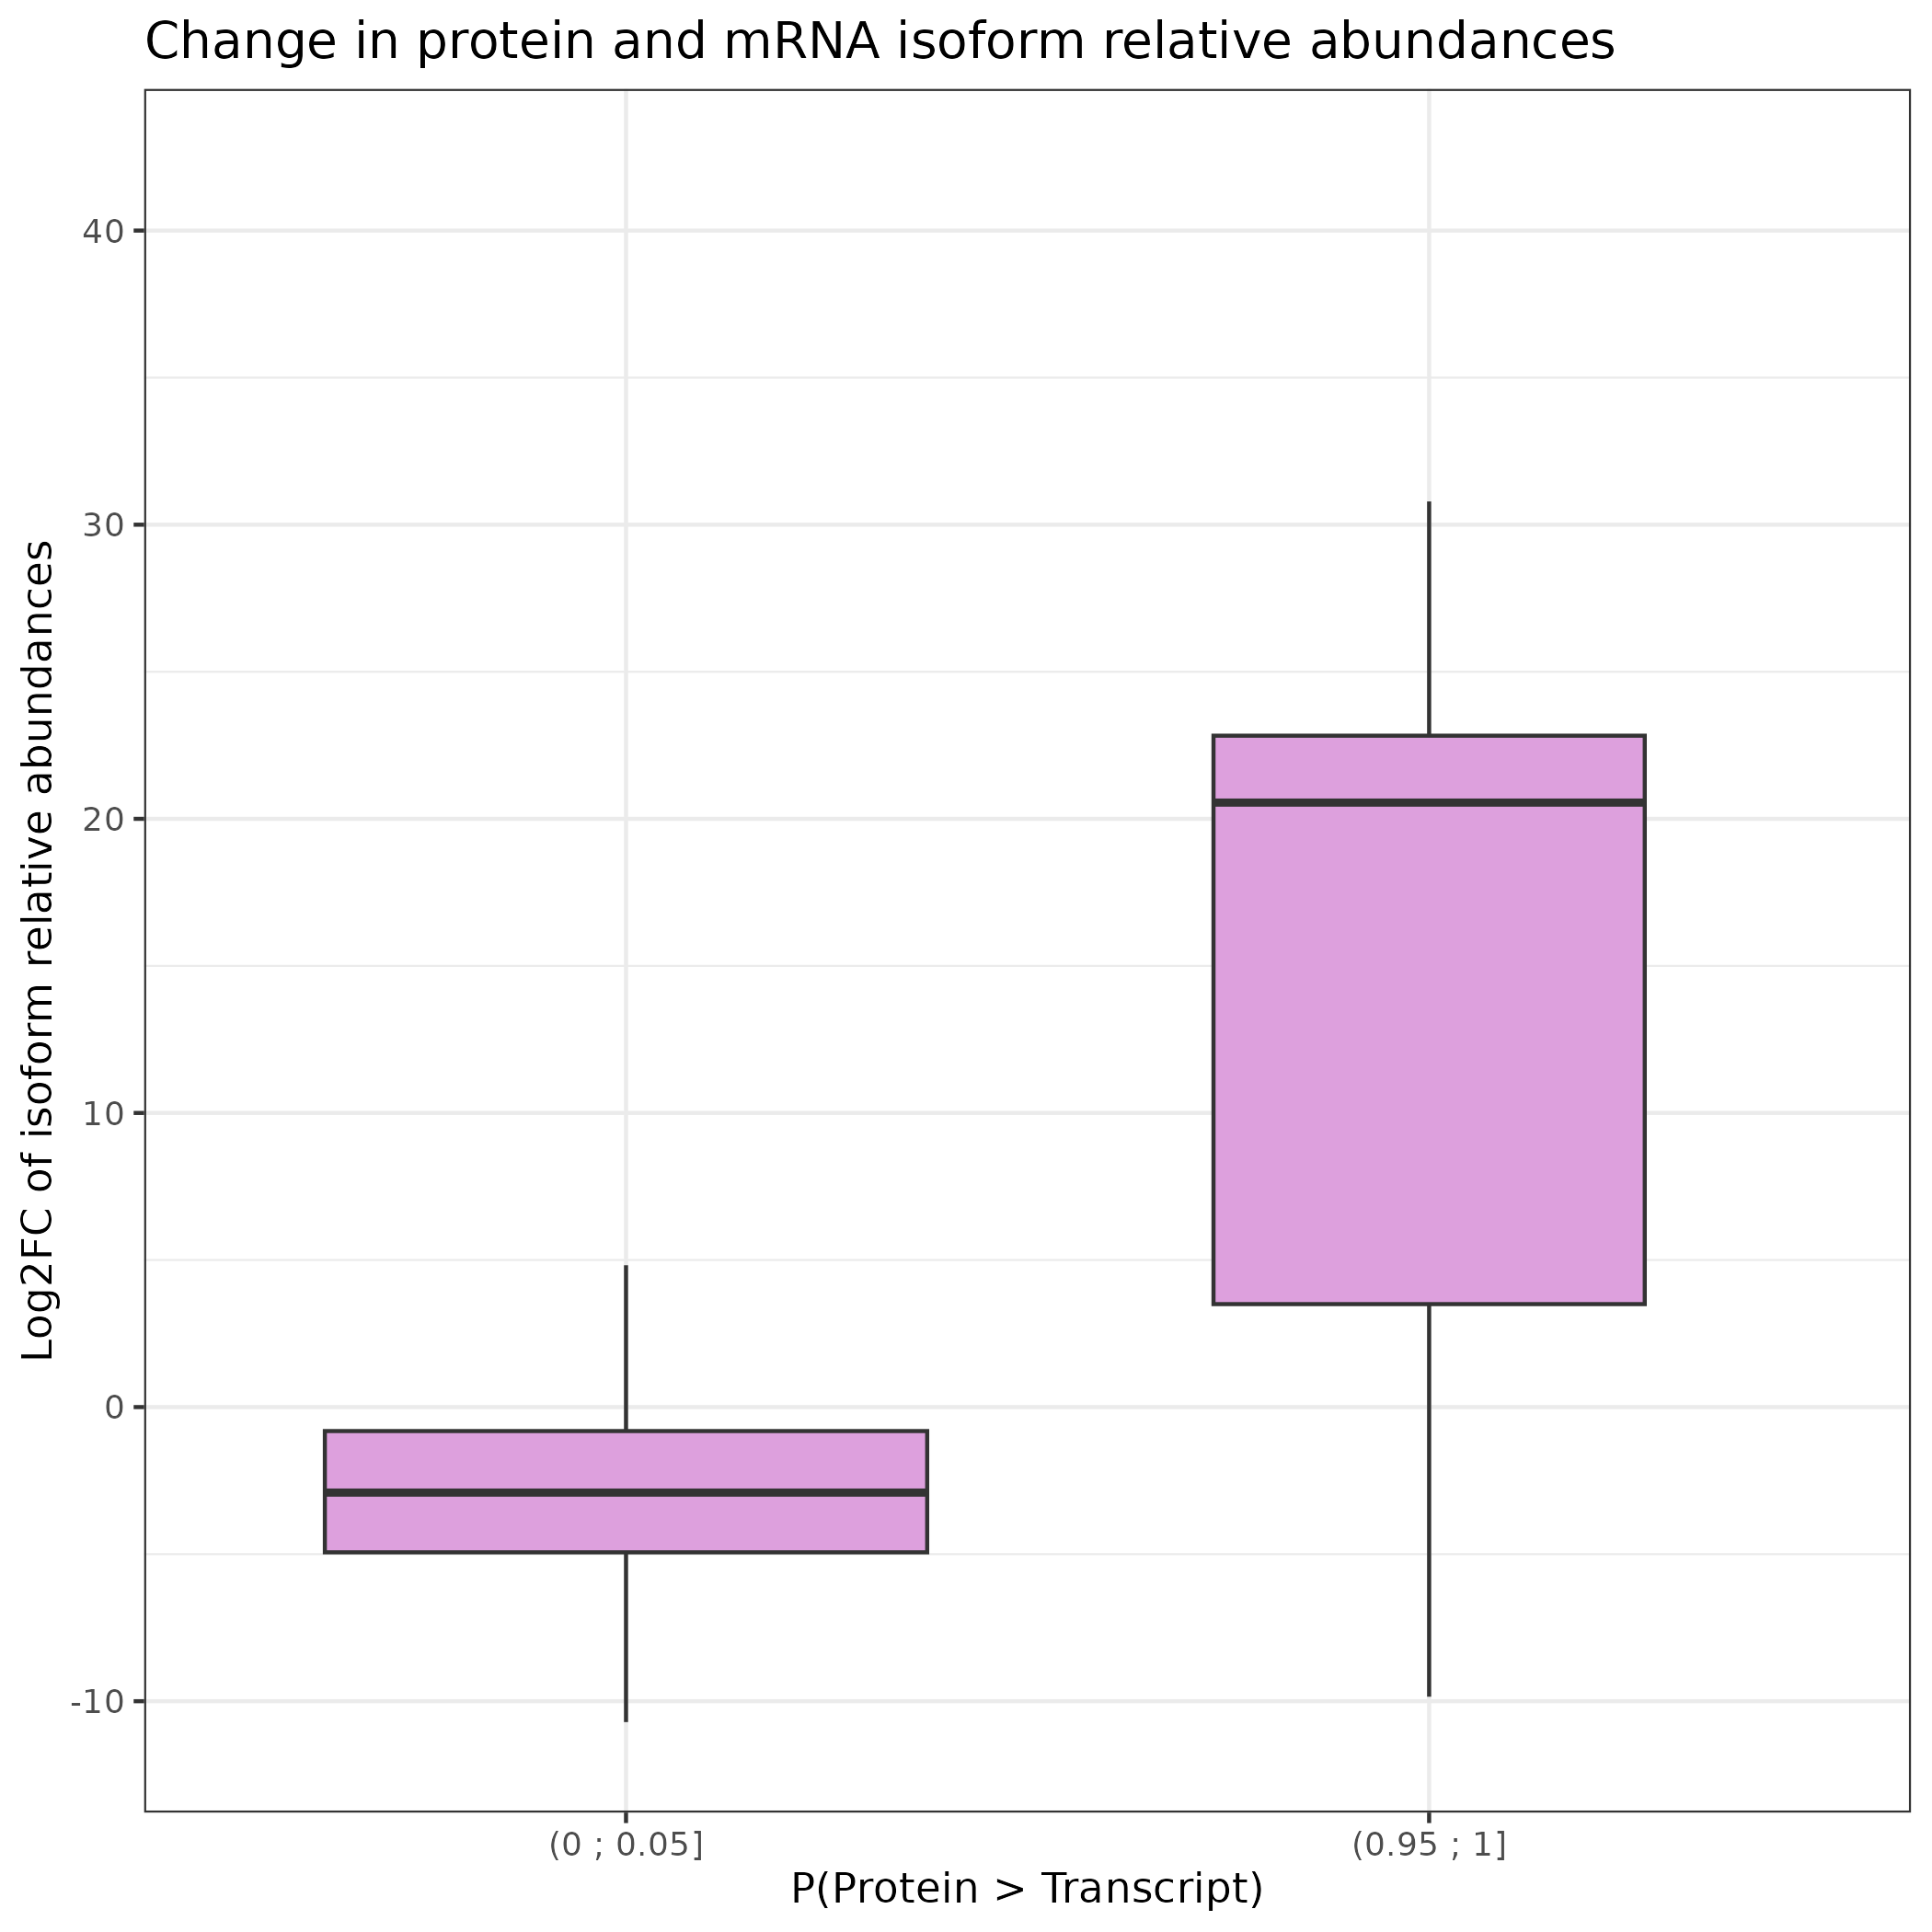 Change in protein and mRNA isoform relative abundances
Log2FC of isoform relative abundances
40
30
20
10
0
-10
(0 ; 0.05]
(0.95 ; 1]
P(Protein > Transcript)